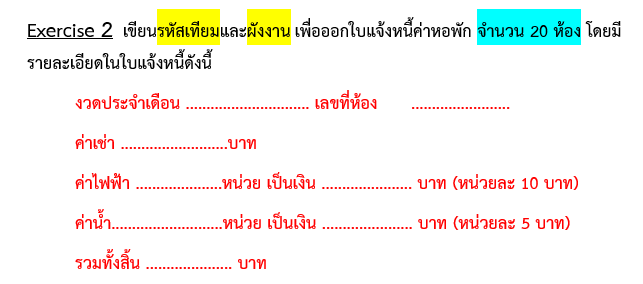 Exercise 2 เขียนรหัสเทียมและผังงาน เพื่อออกใบแจ้งหนี้ค่าหอพัก จำนวน 20 ห้อง โดยมี
รายละเอียดในใบแจ้งหนี้ดังนี้
งวดประจำเดือน .............................. เลขที่ห้อง ........................
ค่าเช่า ..........................บาท
ค่าไฟฟ้า .....................หน่วย เป็นเงิน ...................... บาท (หน่วยละ 10 บาท)
ค่าน้ำ...........................หน่วย เป็นเงิน ...................... บาท (หน่วยละ 5 บาท)
รวมทั้งสิ้น ..................... บาท